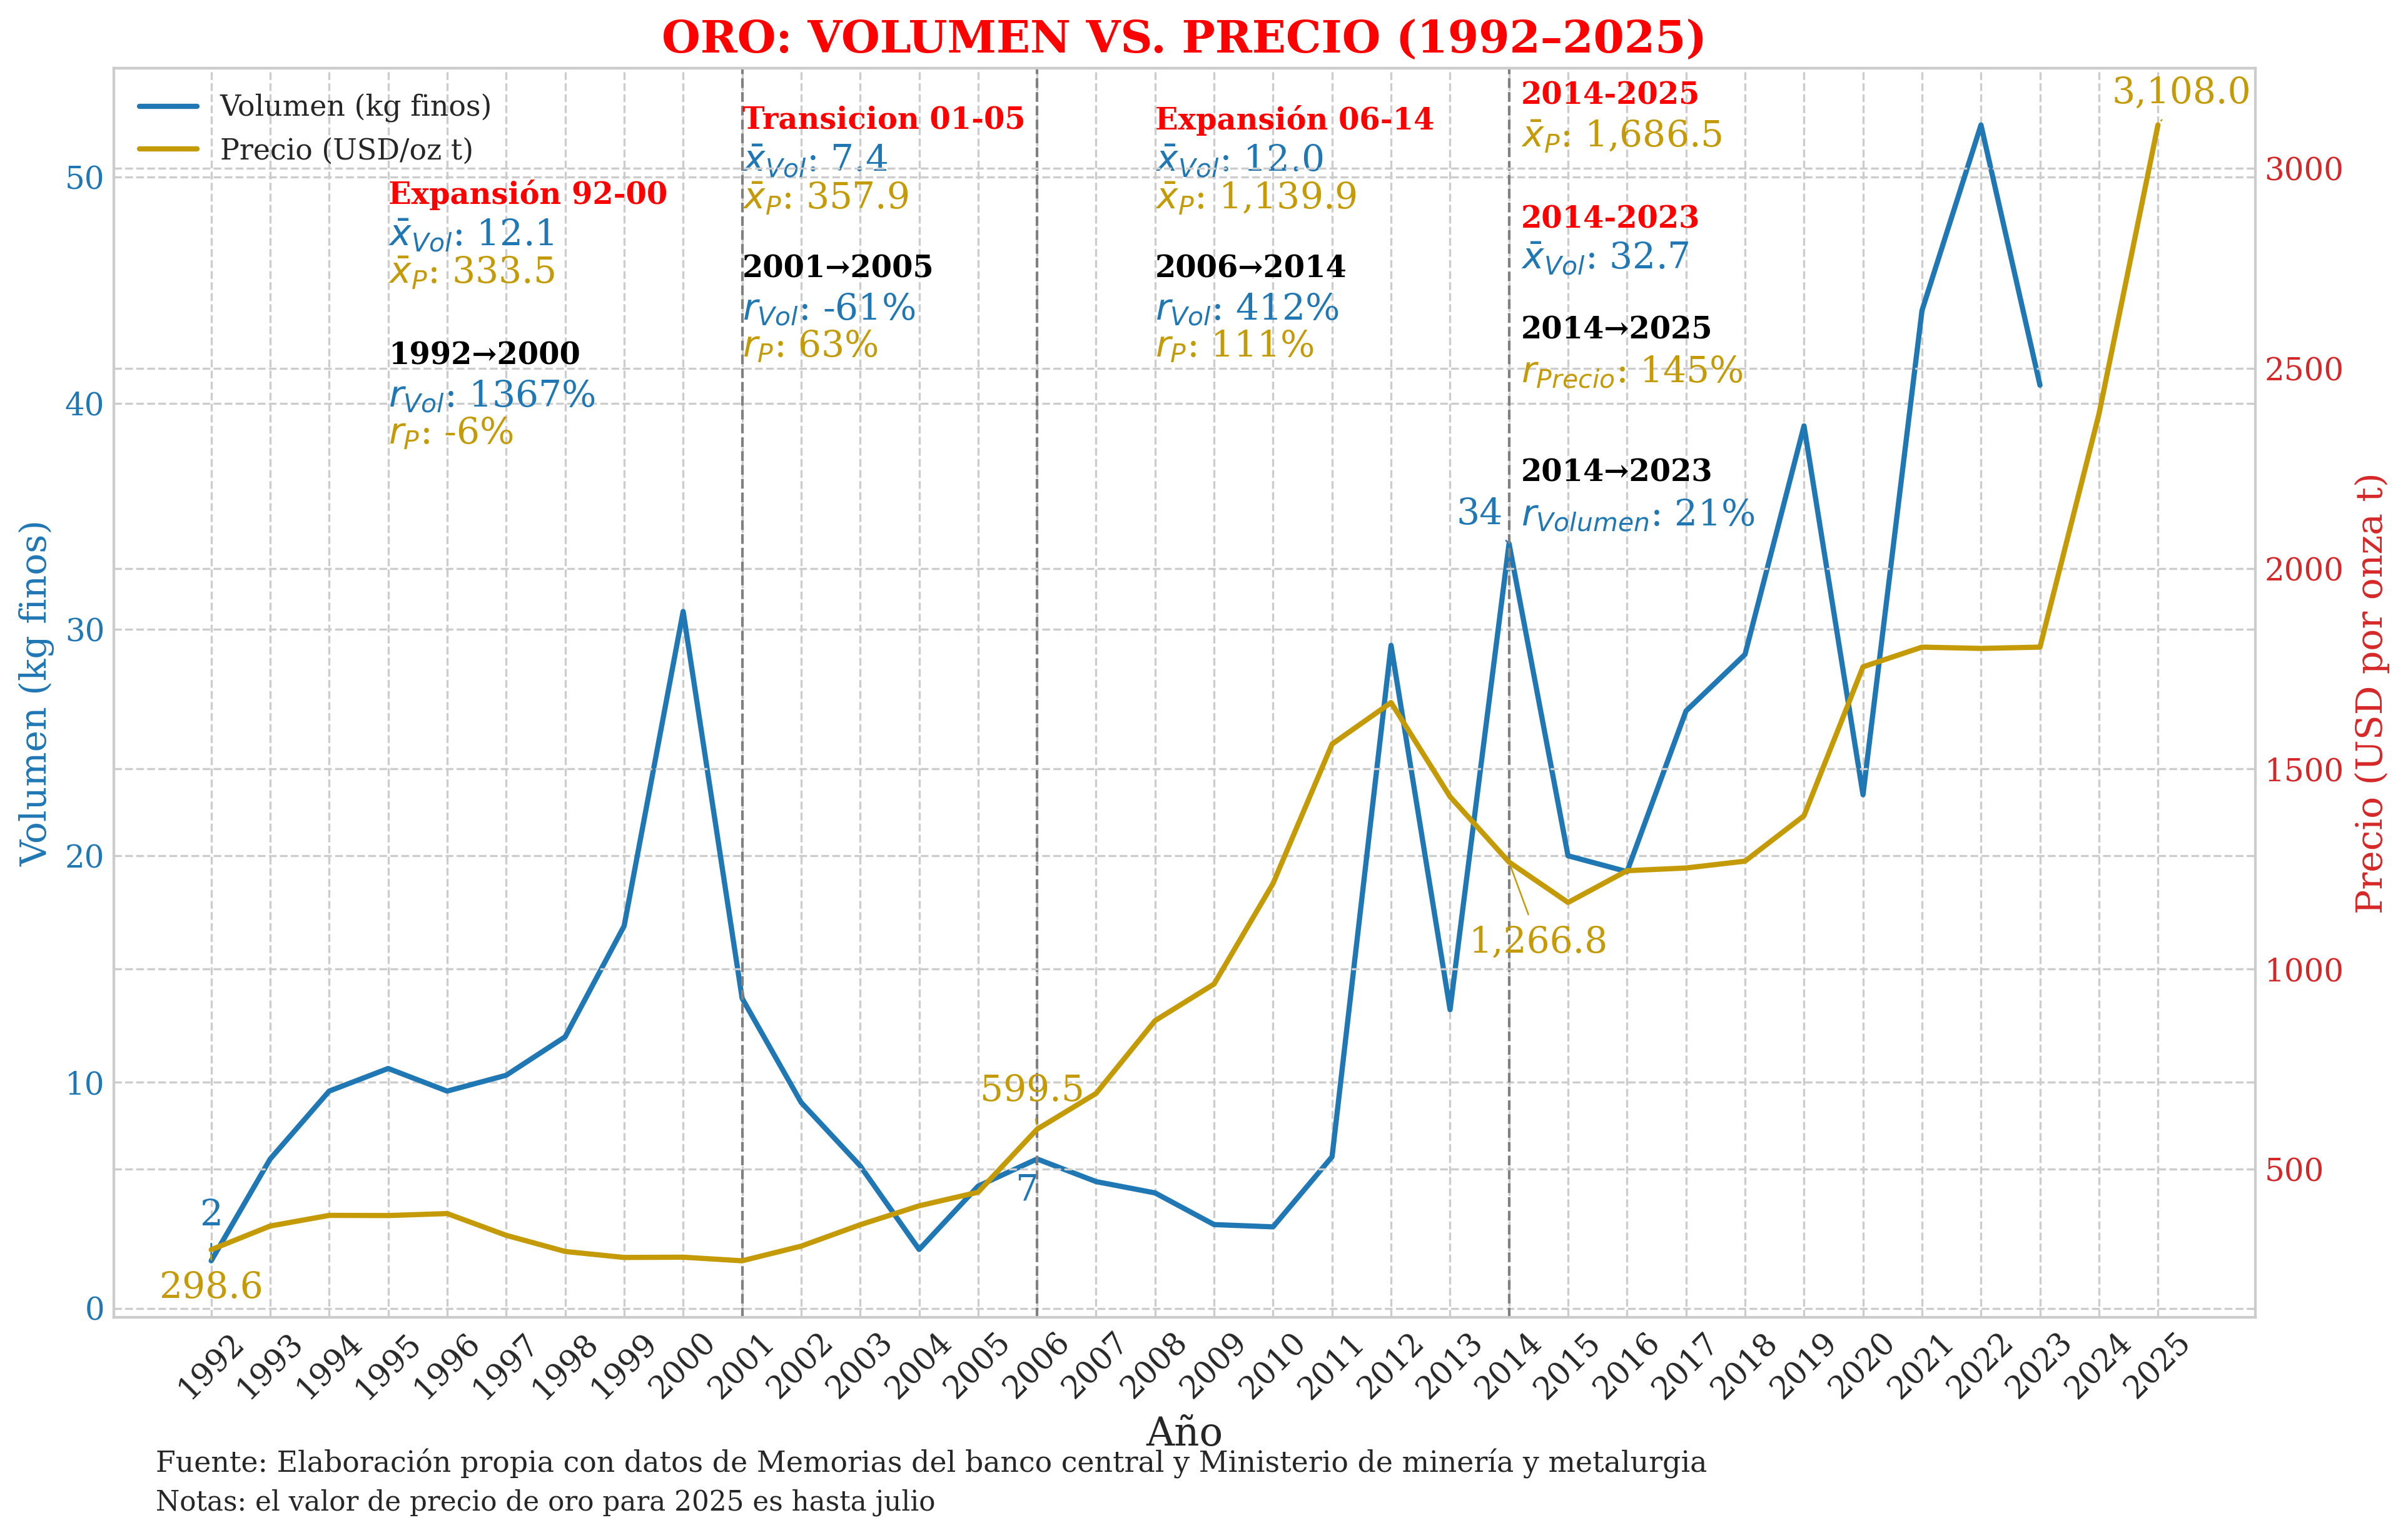 ORO: VOLUMEN VS. PRECIO (1992–2025)
Volumen (kg finos)
Precio (USD/oz t)
Expansión 92-00
x̄Vol: 12.1
x̄P: 333.5
1992→2000
rVol: 1367%
rP: -6%
Transicion 01-05
x̄Vol: 7.4
x̄P: 357.9
2001→2005
rVol: -61%
rP: 63%
Expansión 06-14
x̄Vol: 12.0
x̄P: 1,139.9
2006→2014
rVol: 412%
rP: 111%
2014-2025
x̄P: 1,686.5
2014-2023
x̄Vol: 32.7
2014→2025
rPrecio: 145%
2014→2023
rVolumen: 21%
3,108.0
34
1,266.8
599.5
7
2
298.6
Volumen (kg finos)
50
40
30
20
10
0
Precio (USD por onza t)
3000
2500
2000
1500
1000
500
1992 1993 1994 1995 1996 1997 1998 1999 2000 2001 2002 2003 2004 2005 2006 2007 2008 2009 2010 2011 2012 2013 2014 2015 2016 2017 2018 2019 2020 2021 2022 2023 2024 2025
Año
Fuente: Elaboración propia con datos de Memorias del banco central y Ministerio de minería y metalurgia
Notas: el valor de precio de oro para 2025 es hasta julio